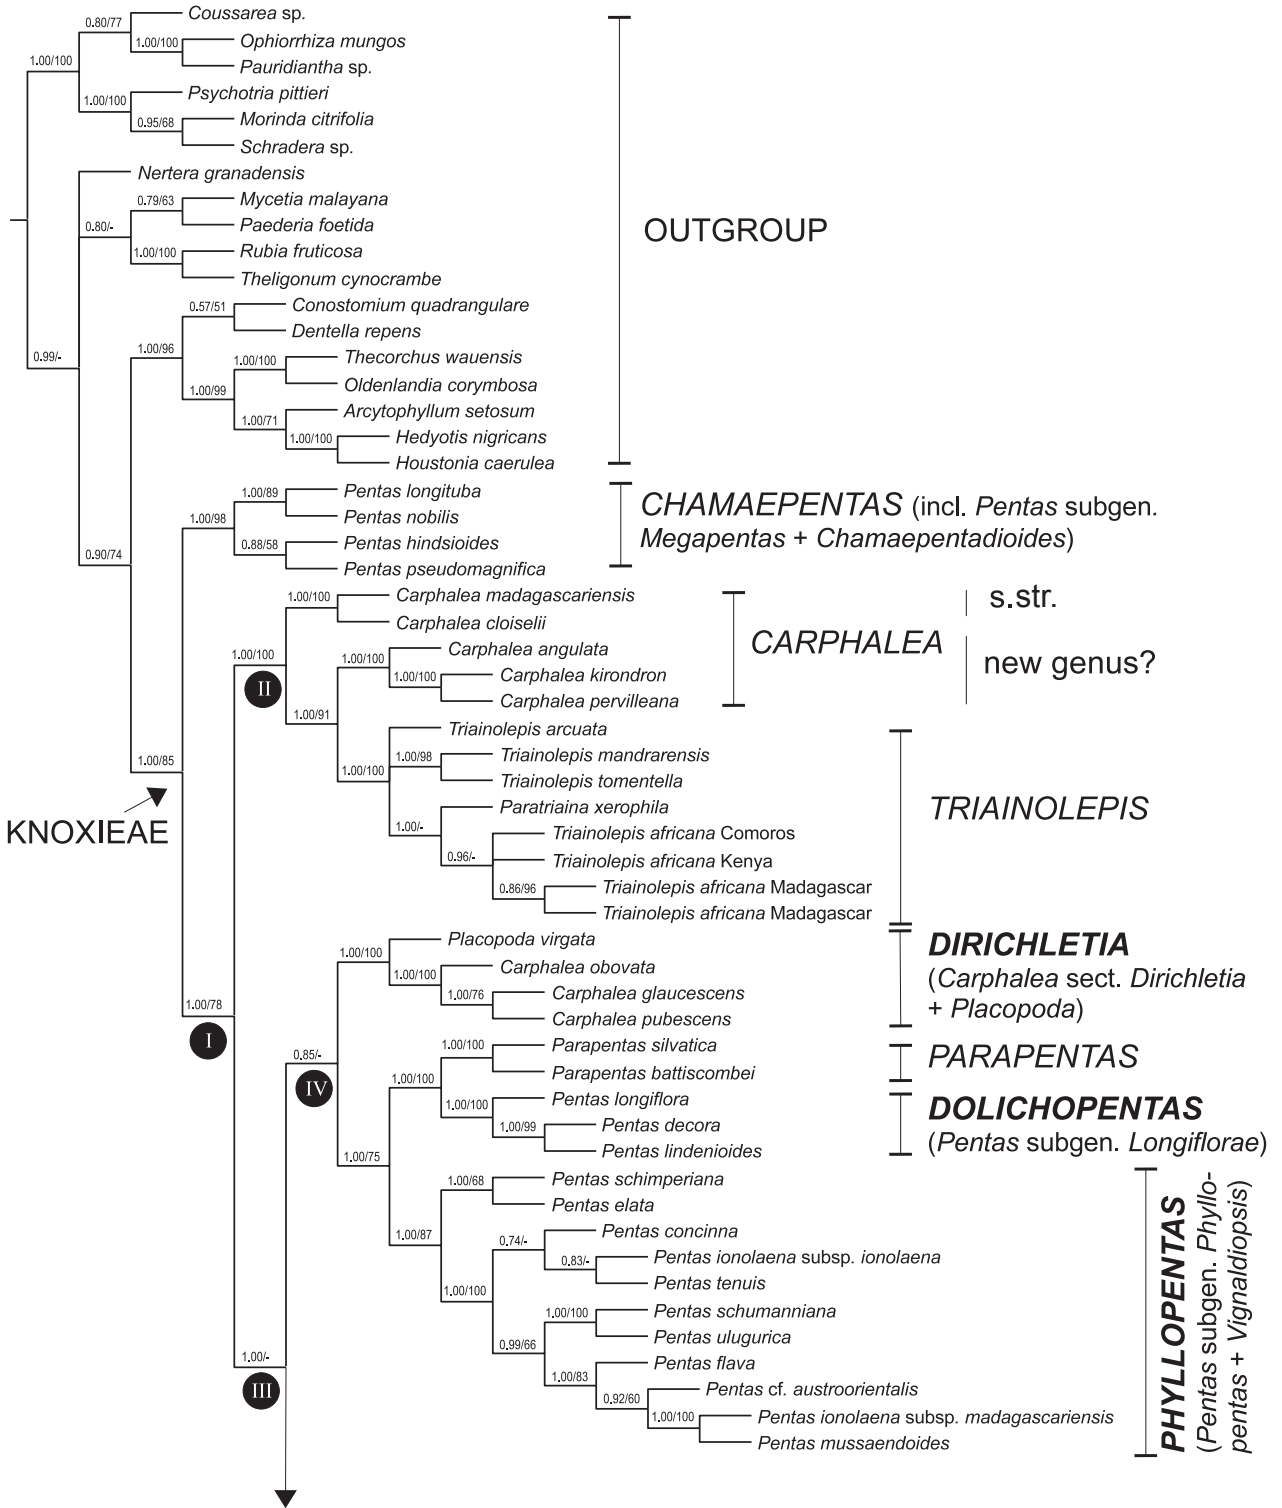 0.80/77
Coussarea sp.
1.00/100
Ophiorrhiza mungos
1.00/100
Pauridiantha sp.
1.00/100
Psychotria pittieri
0.95/68
Morinda citrifolia
Schradera sp.
Nertera granadensis
0.79/63
Mycetia malayana
0.80/-
Paederia foetida
1.00/100
Rubia fruticosa
Theligonum cynocrambe
OUTGROUP
0.57/51
Conostomium quadrangulare
Dentella repens
0.99/-
1.00/96
1.00/100
Thecorchus wauensis
Oldenlandia corymbosa
1.00/99
1.00/71
Arcytophyllum setosum
1.00/100
Hedyotis nigricans
Houstonia caerulea
1.00/89
Pentas longituba
Pentas nobilis
1.00/98
0.88/58
Pentas hindsioides
Pentas pseudomagnifica
CHAMAEPENTAS (incl. Pentas subgen.
Megapentas + Chamaepentadioides)
0.90/74
1.00/100
Carphalea madagascariensis
Carphalea cloiselii
s.str.
1.00/100
II
1.00/100
Carphalea angulata
1.00/100
Carphalea kirondron
Carphalea pervilleana
CARPHALEA
new genus?
1.00/91
Triainolepis arcuata
1.00/98
Triainolepis mandrarensis
1.00/100
Triainolepis tomentella
Paratriaina xerophila
1.00/-
Triainolepis africana Comoros
0.96/-
Triainolepis africana Kenya
0.86/96
Triainolepis africana Madagascar
Triainolepis africana Madagascar
TRIAINOLEPIS
1.00/85
KNOXIEAE
1.00/100
Placopoda virgata
1.00/100
Carphalea obovata
1.00/76
Carphalea glaucescens
Carphalea pubescens
DIRICHLETIA
(Carphalea sect. Dirichletia
+ Placopoda)
1.00/78
I
0.85/-
IV
1.00/100
Parapentas silvatica
Parapentas battiscombei
PARAPENTAS
1.00/100
1.00/100
Pentas longiflora
1.00/99
Pentas decora
Pentas lindenioides
DOLICHOPENTAS
(Pentas subgen. Longiflorae)
1.00/75
1.00/68
Pentas schimperiana
Pentas elata
1.00/87
0.74/-
Pentas concinna
0.83/-
Pentas ionolaena subsp. ionolaena
Pentas tenuis
1.00/100
1.00/100
Pentas schumanniana
Pentas ulugurica
0.99/66
Pentas flava
1.00/83
0.92/60
Pentas cf. austroorientalis
1.00/100
Pentas ionolaena subsp. madagascariensis
Pentas mussaendoides
PHYLLOPENTAS
(Pentas subgen. Phyllo-
pentas + Vignaldiopsis)
1.00/-
III